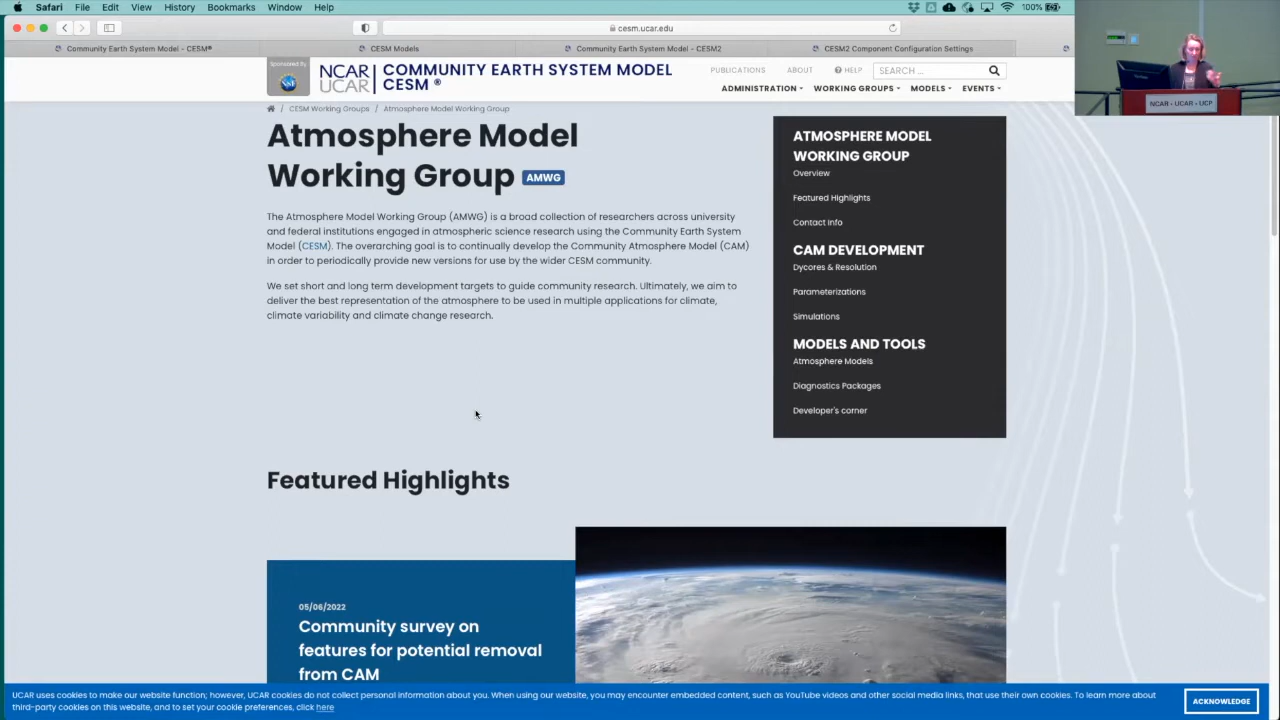 Safari File Edit View History Bookmarks Window Help 100%
cesm.ucar.edu
Community Earth System Model - CESM® CESM Models Community Earth System Model - CESM2 CESM2 Component Configuration Settings
Sponsored By
NCAR
UCAR
COMMUNITY EARTH SYSTEM MODEL
CESM ®
PUBLICATIONS ABOUT HELP SEARCH ...
ADMINISTRATION WORKING GROUPS MODELS EVENTS
NCAR • UCAR • UCP
/ CESM Working Groups / Atmosphere Model Working Group
Atmosphere Model
Working Group AMWG
The Atmosphere Model Working Group (AMWG) is a broad collection of researchers across university
and federal institutions engaged in atmospheric science research using the Community Earth System
Model (CESM). The overarching goal is to continually develop the Community Atmosphere Model (CAM)
in order to periodically provide new versions for use by the wider CESM community.
We set short and long term development targets to guide community research. Ultimately, we aim to
deliver the best representation of the atmosphere to be used in multiple applications for climate,
climate variability and climate change research.
ATMOSPHERE MODEL
WORKING GROUP
Overview
Featured Highlights
Contact info
CAM DEVELOPMENT
Dycores & Resolution
Parameterizations
Simulations
MODELS AND TOOLS
Atmosphere Models
Diagnostics Packages
Developer's corner
Featured Highlights
05/06/2022
Community survey on
features for potential removal
from CAM
UCAR uses cookies to make our website function; however, UCAR cookies do not collect personal information about you. When using our website, you may encounter embedded content, such as YouTube videos and other social media links, that use their own cookies. To learn more about
third-party cookies on this website, and to set your cookie preferences, click here
ACKNOWLEDGE